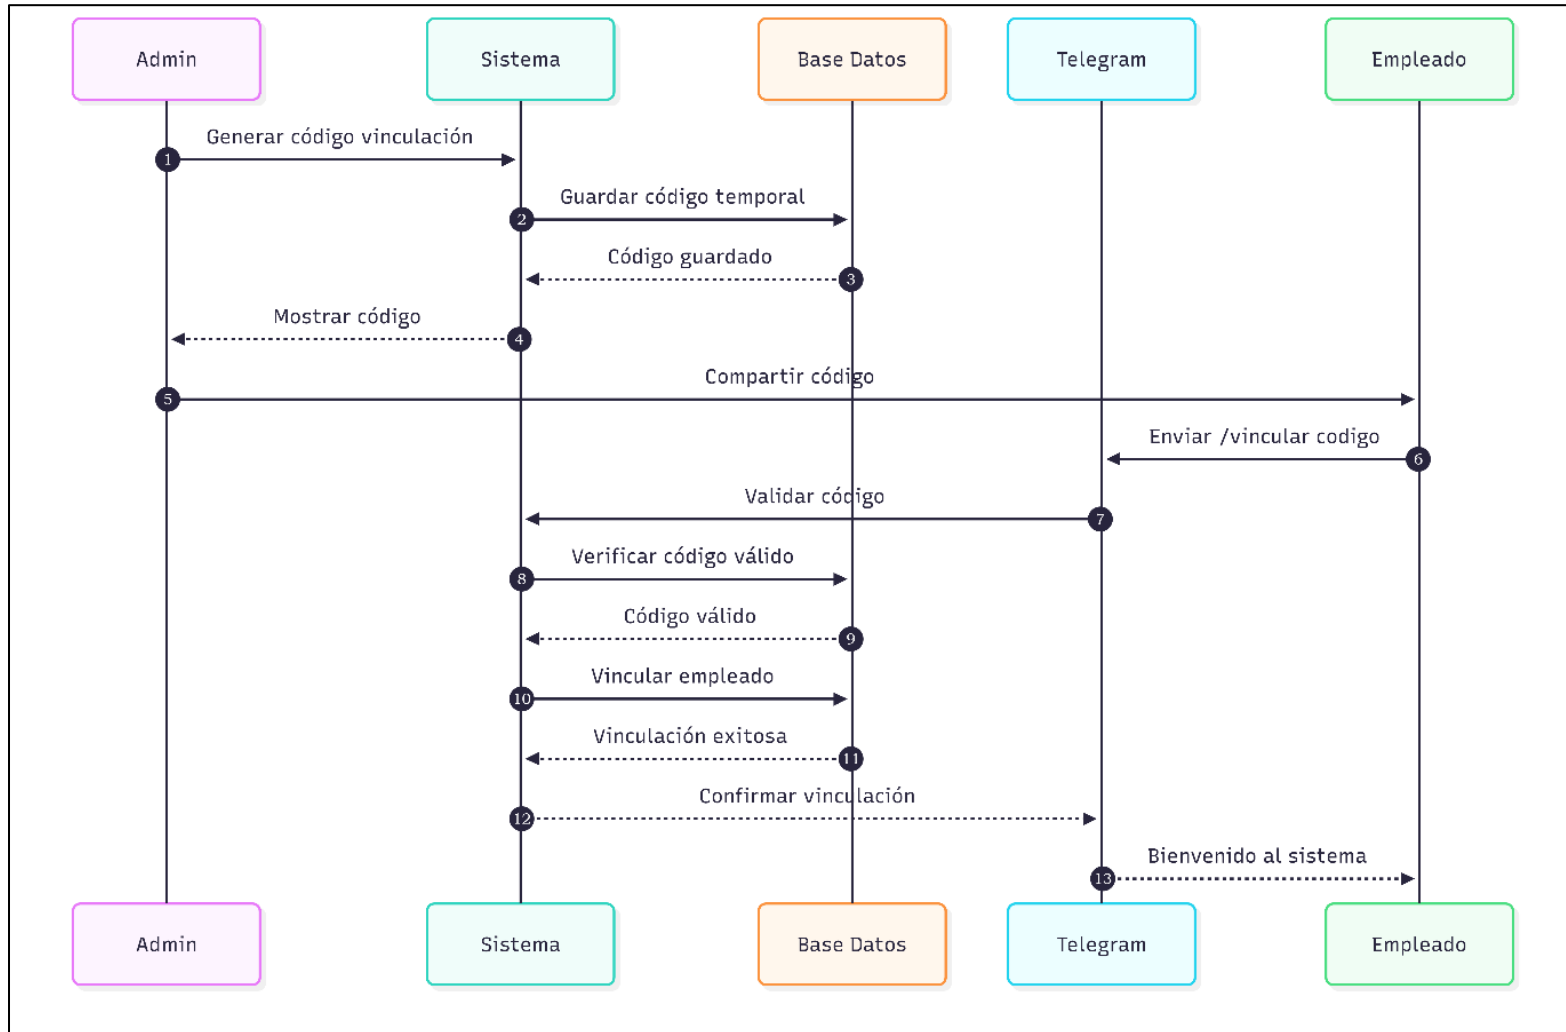 Admin
Sistema
Base Datos
Telegram
Empleado
Generar código vinculación
1
Guardar código temporal
2
Código guardado
3
Mostrar código
4
Compartir código
5
Enviar /vincular codigo
6
Validar código
7
Verificar código válido
8
Código válido
9
Vincular empleado
10
Vinculación exitosa
11
Confirmar vinculación
12
Bienvenido al sistema
13
Admin
Sistema
Base Datos
Telegram
Empleado